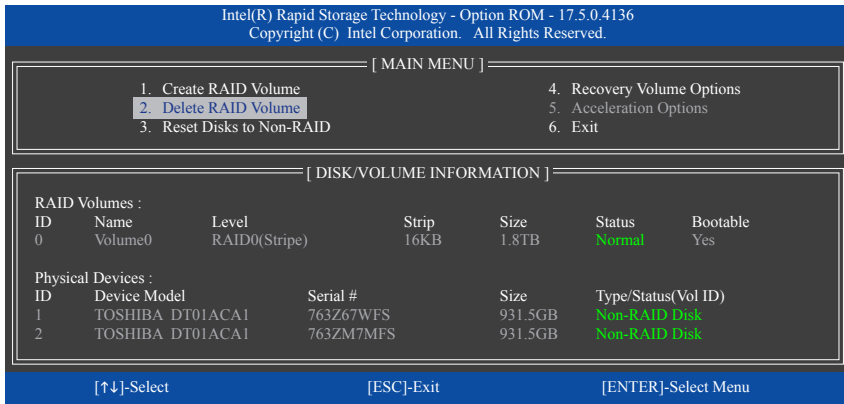 Intel(R) Rapid Storage Technology - Option ROM - 17.5.0.4136
Copyright (C) Intel Corporation. All Rights Reserved.
[ MAIN MENU ]
1. Create RAID Volume 4. Recovery Volume Options
2. Delete RAID Volume 5. Acceleration Options
3. Reset Disks to Non-RAID 6. Exit
[ DISK/VOLUME INFORMATION ]
RAID Volumes :
ID Name Level Strip Size Status Bootable
0 Volume0 RAID0(Stripe) 16KB 1.8TB Normal Yes
Physical Devices :
ID Device Model Serial # Size Type/Status(Vol ID)
1 TOSHIBA DT01ACA1 763Z67WFS 931.5GB Non-RAID Disk
2 TOSHIBA DT01ACA1 763ZM7MFS 931.5GB Non-RAID Disk
[↑↓]-Select [ESC]-Exit [ENTER]-Select Menu